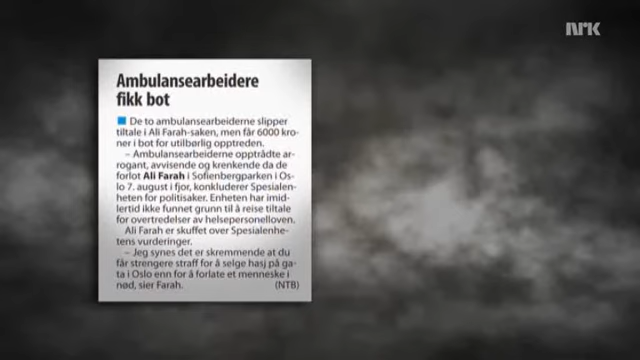 NRK
Ambulansearbeidere
fikk bot
De to ambulansearbeiderne slipper
tiltale i Ali Farah-saken, men får 6000 kro-
ner i bot for utilbørlig opptreden.
– Ambulansearbeiderne opptrådte ar-
rogant, avvisende og krenkende da de
forlot Ali Farah i Sofienbergparken i Os-
lo 7. august i fjor, konkluderer Spesialen-
heten for politisaker. Enheten har imid-
lertid ikke funnet grunn til å reise tiltale
for overtredelser av helsepersonelloven.
Ali Farah er skuffet over Spesialenhe-
tens vurderinger.
– Jeg synes det er skremmende at du
får strengere straff for å selge hasj på ga-
ta i Oslo enn for å forlate et menneske i
nød, sier Farah. (NTB)